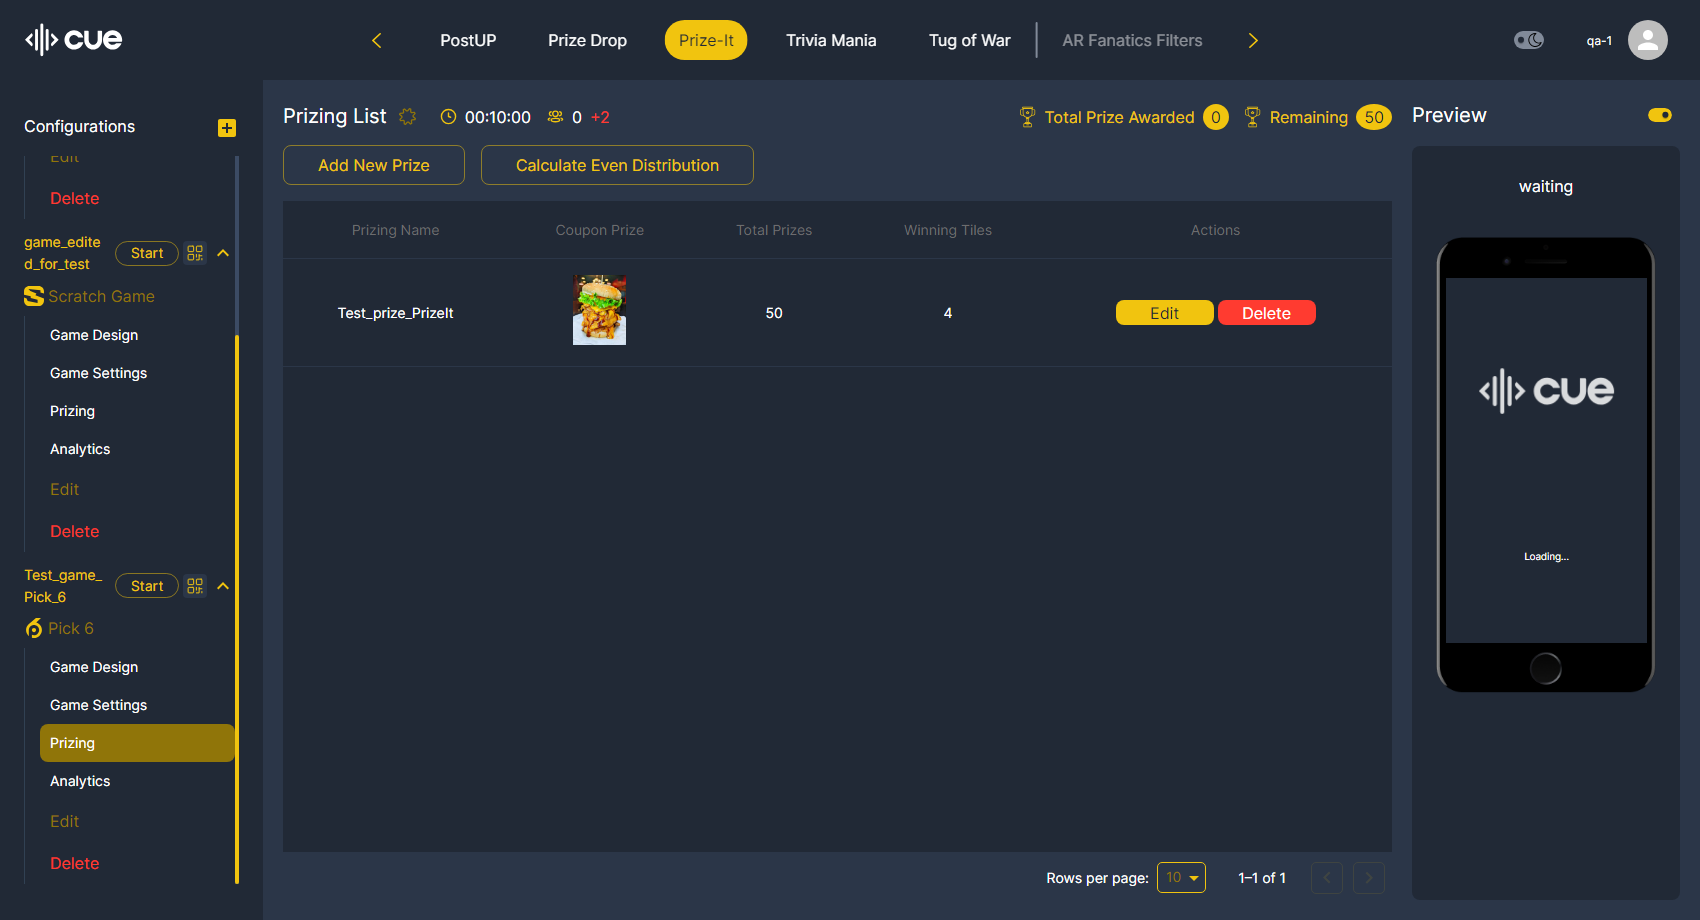 cue
PostUP
Prize Drop
Prize-It
Trivia Mania
Tug of War
AR Fanatics Filters
qa-1
Configurations
Edit
Delete
game_edite
d_for_test
Start
Scratch Game
Game Design
Game Settings
Prizing
Analytics
Edit
Delete
Test_game_
Pick_6
Start
Pick 6
Game Design
Game Settings
Prizing
Analytics
Edit
Delete
Prizing List
00:10:00
0 +2
Total Prize Awarded 0
Remaining 50
Add New Prize
Calculate Even Distribution
Prizing Name
Coupon Prize
Total Prizes
Winning Tiles
Actions
Test_prize_PrizeIt
50
4
Edit
Delete
Rows per page: 10
1–1 of 1
Preview
waiting
cue
Loading...